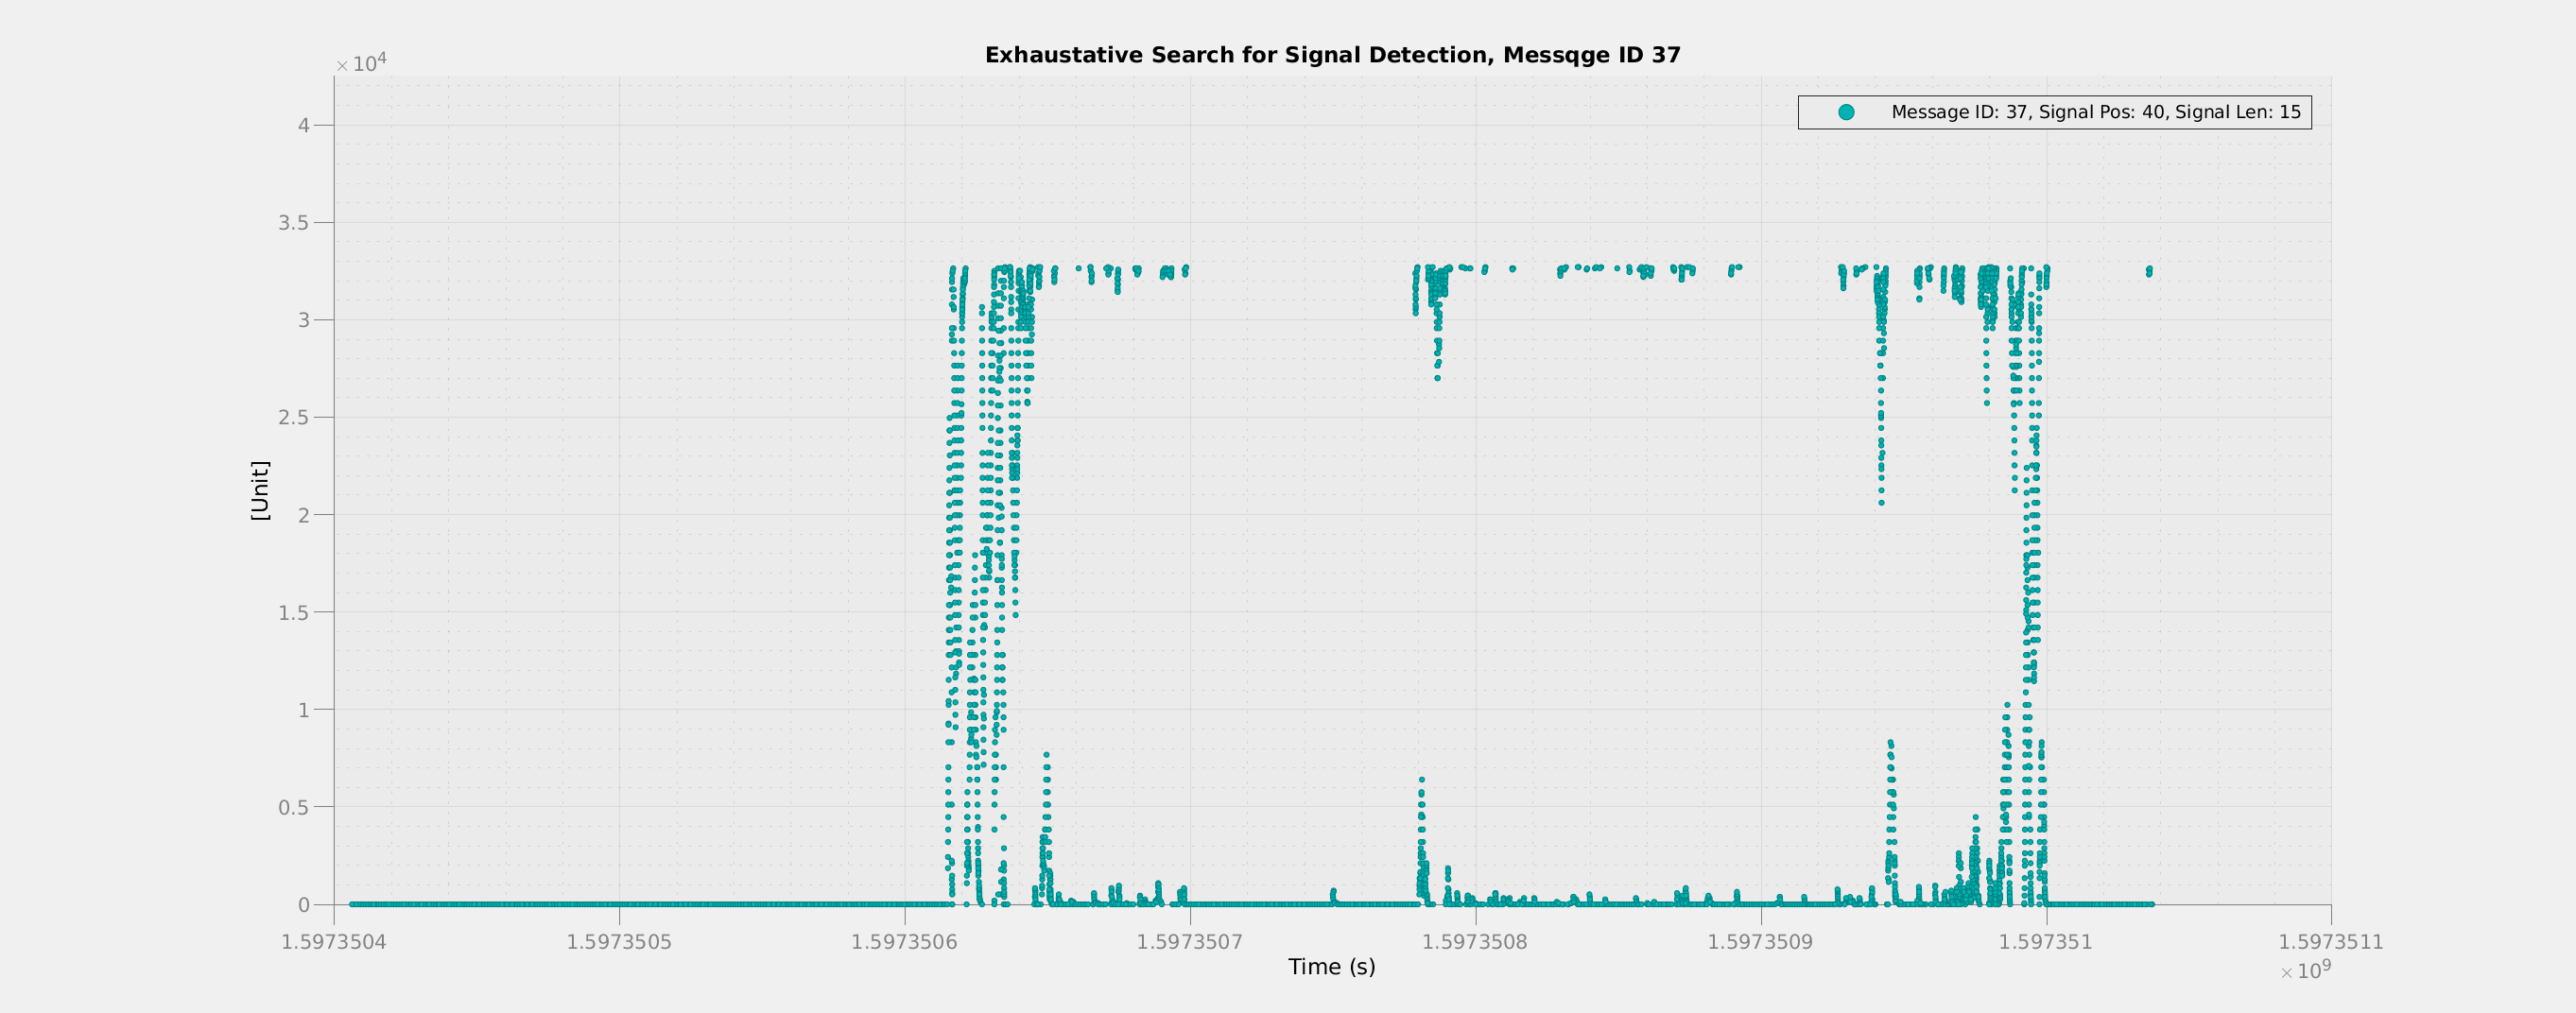 Exhaustative Search for Signal Detection, Messqge ID 37
× 10^4
Message ID: 37, Signal Pos: 40, Signal Len: 15
4
3.5
3
2.5
2
1.5
1
0.5
0
[Unit]
1.5973504 1.5973505 1.5973506 1.5973507 1.5973508 1.5973509 1.597351 1.5973511
Time (s)
× 10^9